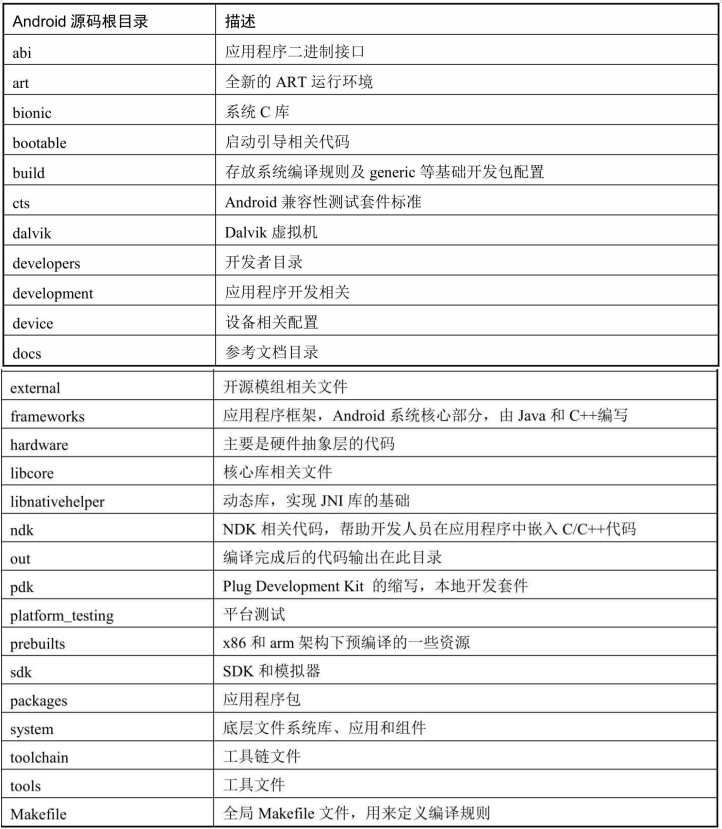 Android 源码根目录 描述
abi 应用程序二进制接口
art 全新的 ART 运行环境
bionic 系统 C 库
bootable 启动引导相关代码
build 存放系统编译规则及 generic 等基础开发包配置
cts Android 兼容性测试套件标准
dalvik Dalvik 虚拟机
developers 开发者目录
development 应用程序开发相关
device 设备相关配置
docs 参考文档目录
external 开源模组相关文件
frameworks 应用程序框架，Android 系统核心部分，由 Java 和 C++编写
hardware 主要是硬件抽象层的代码
libcore 核心库相关文件
libnativehelper 动态库，实现 JNI 库的基础
ndk NDK 相关代码，帮助开发人员在应用程序中嵌入 C/C++代码
out 编译完成后的代码输出在此目录
pdk Plug Development Kit 的缩写，本地开发套件
platform_testing 平台测试
prebuilts x86 和 arm 架构下预编译的一些资源
sdk SDK 和模拟器
packages 应用程序包
system 底层文件系统库、应用和组件
toolchain 工具链文件
tools 工具文件
Makefile 全局 Makefile 文件，用来定义编译规则